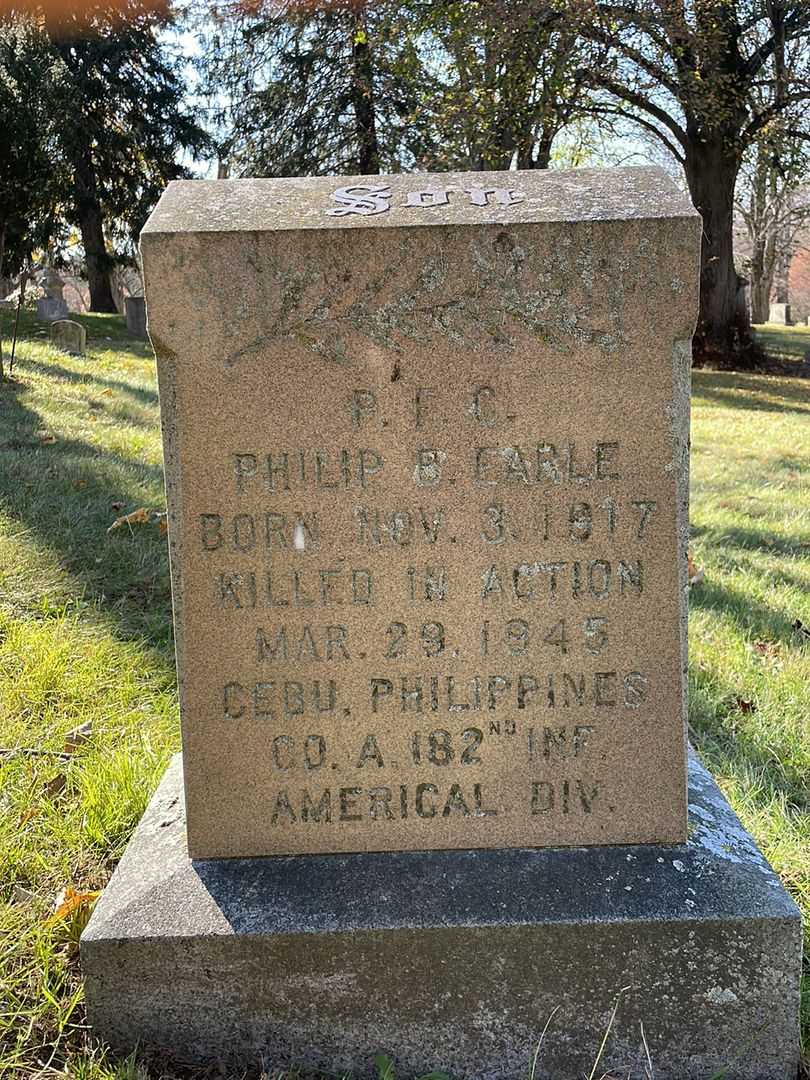 Son
P. F. C.
PHILIP B. EARLE
BORN NOV. 3. 1917
KILLED IN ACTION
MAR. 29. 1945
CEBU, PHILIPPINES
CO. A. 182ND INF.
AMERICAL DIV.